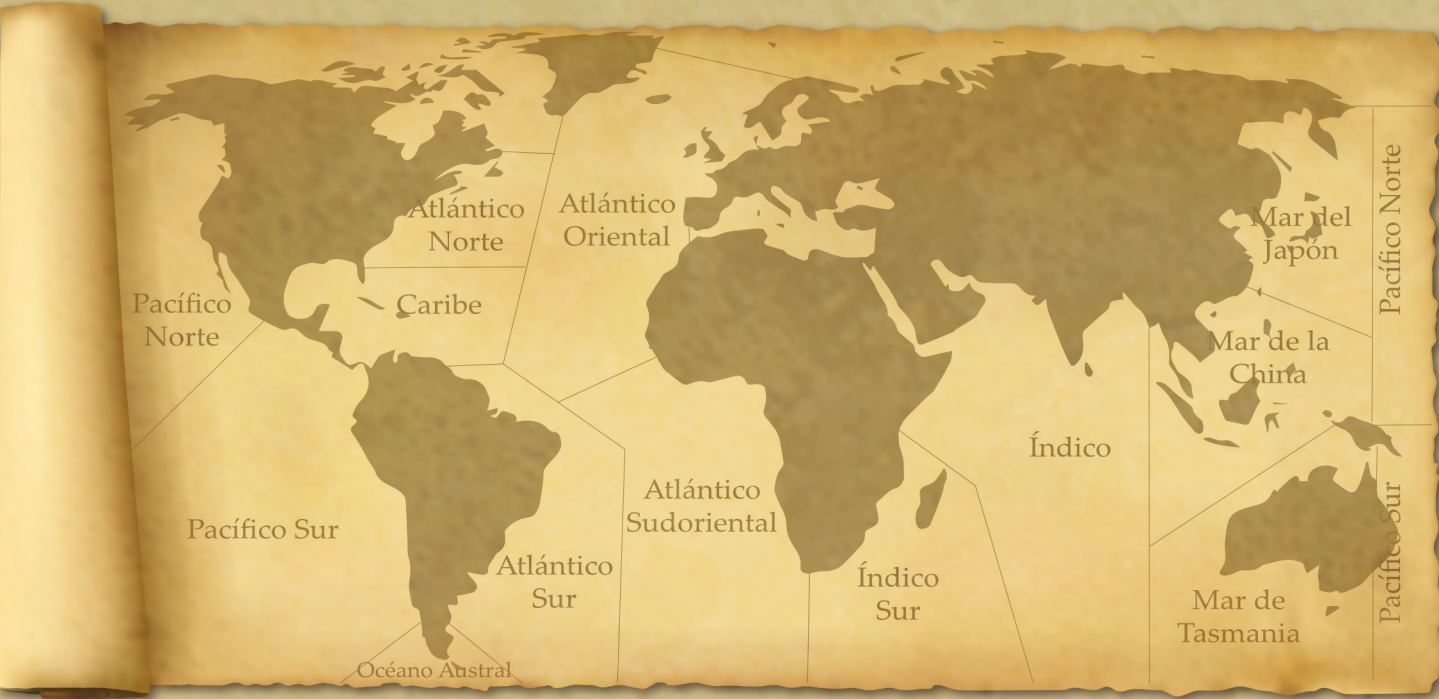 Atlántico
Norte
Atlántico
Oriental
Mar del
Japón
Pacífico Norte
Pacífico
Norte
Caribe
Mar de la
China
Índico
Pacífico Sur
Atlántico
Sudoriental
Atlántico
Sur
Índico
Sur
Mar de
Tasmania
Pacífico Sur
Océano Austral